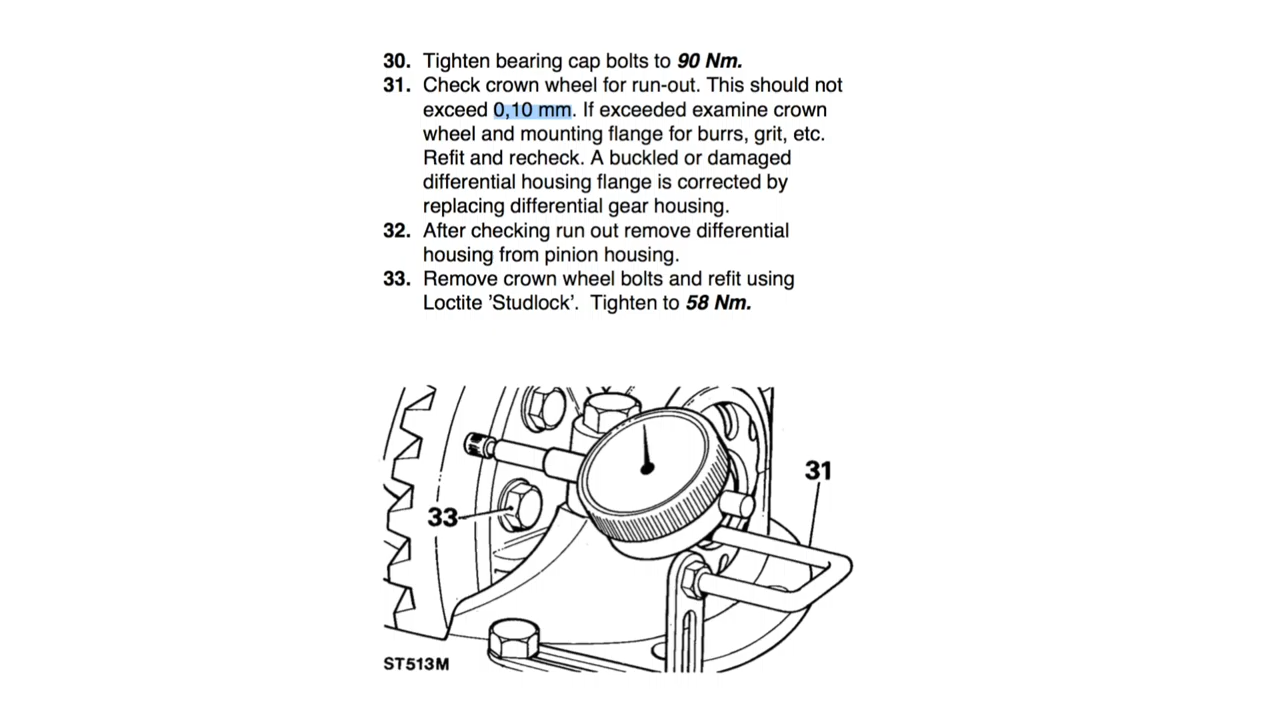 30. Tighten bearing cap bolts to 90 Nm.
31. Check crown wheel for run-out. This should not
exceed 0,10 mm. If exceeded examine crown
wheel and mounting flange for burrs, grit, etc.
Refit and recheck. A buckled or damaged
differential housing flange is corrected by
replacing differential gear housing.
32. After checking run out remove differential
housing from pinion housing.
33. Remove crown wheel bolts and refit using
Loctite ’Studlock’. Tighten to 58 Nm.
31
33
ST513M